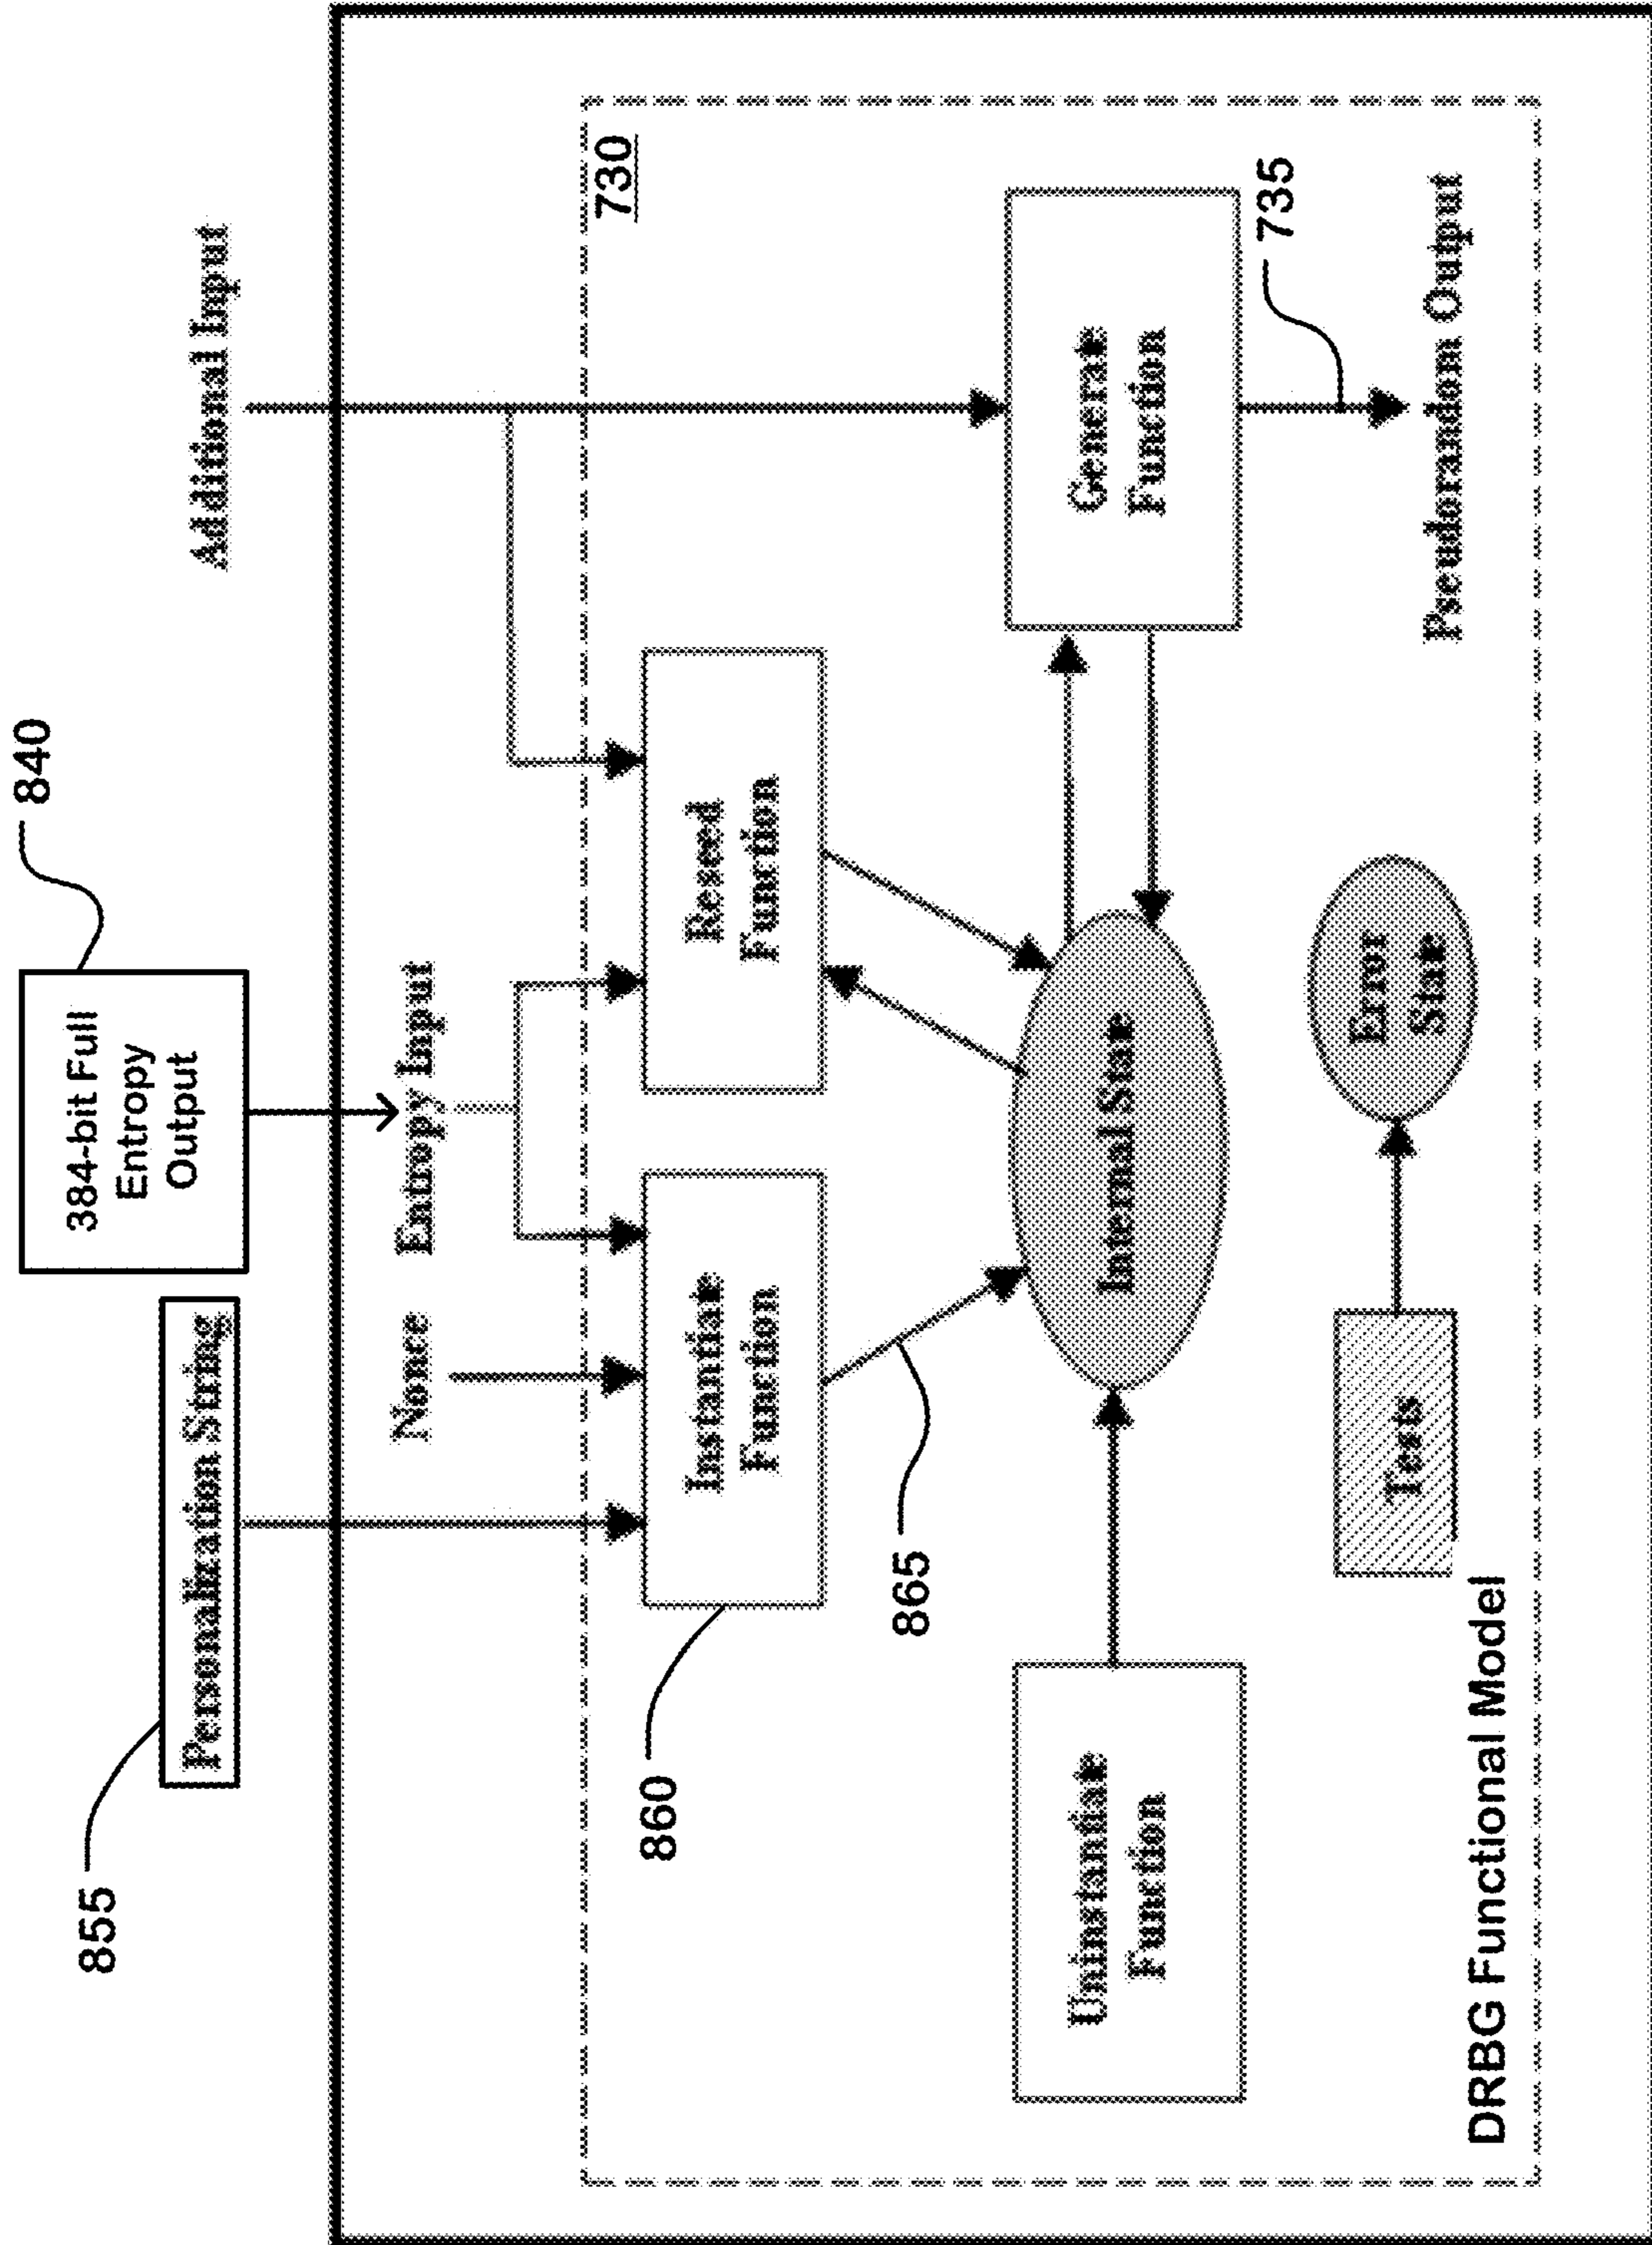 855
Personalization String
384-bit Full
Entropy
Output
840
Additional Input
Nonce
Entropy Input
730
860
Instantiate
Function
Reseed
Function
865
Uninstantiate
Function
Internal State
Generate
Function
735
Tests
Error
State
Pseudorandom Output
DRBG Functional Model